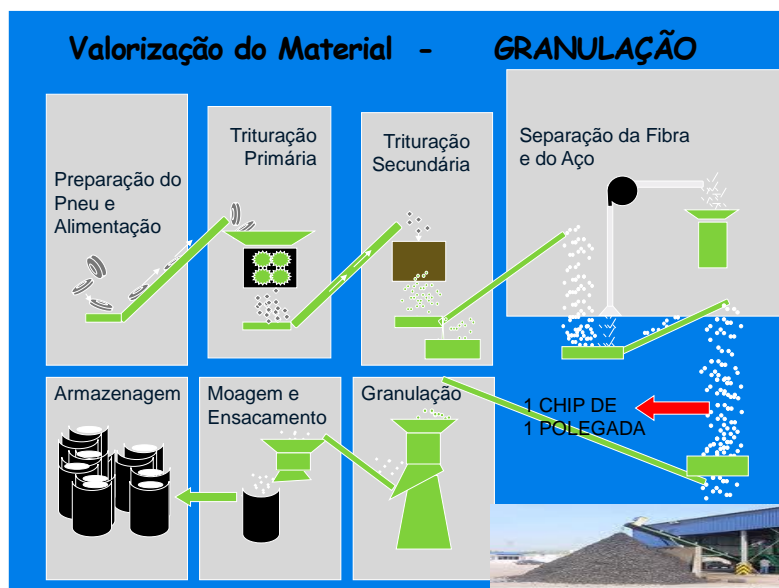 Valorização do Material - GRANULAÇÃO
Preparação do
Pneu e
Alimentação
Trituração
Primária
Trituração
Secundária
Separação da Fibra
e do Aço
Armazenagem
Moagem e
Ensacamento
Granulação
1 CHIP DE
1 POLEGADA